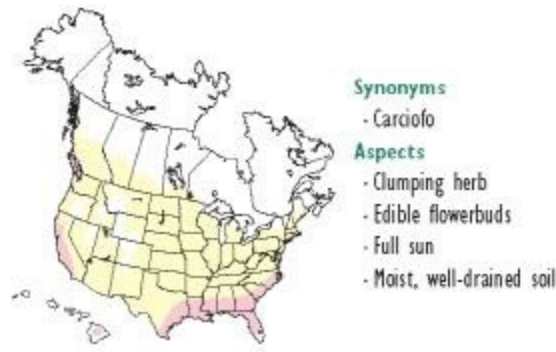 Synonyms
- Carciofo
Aspects
- Clumping herb
- Edible flowerbuds
- Full sun
- Moist, well-drained soil